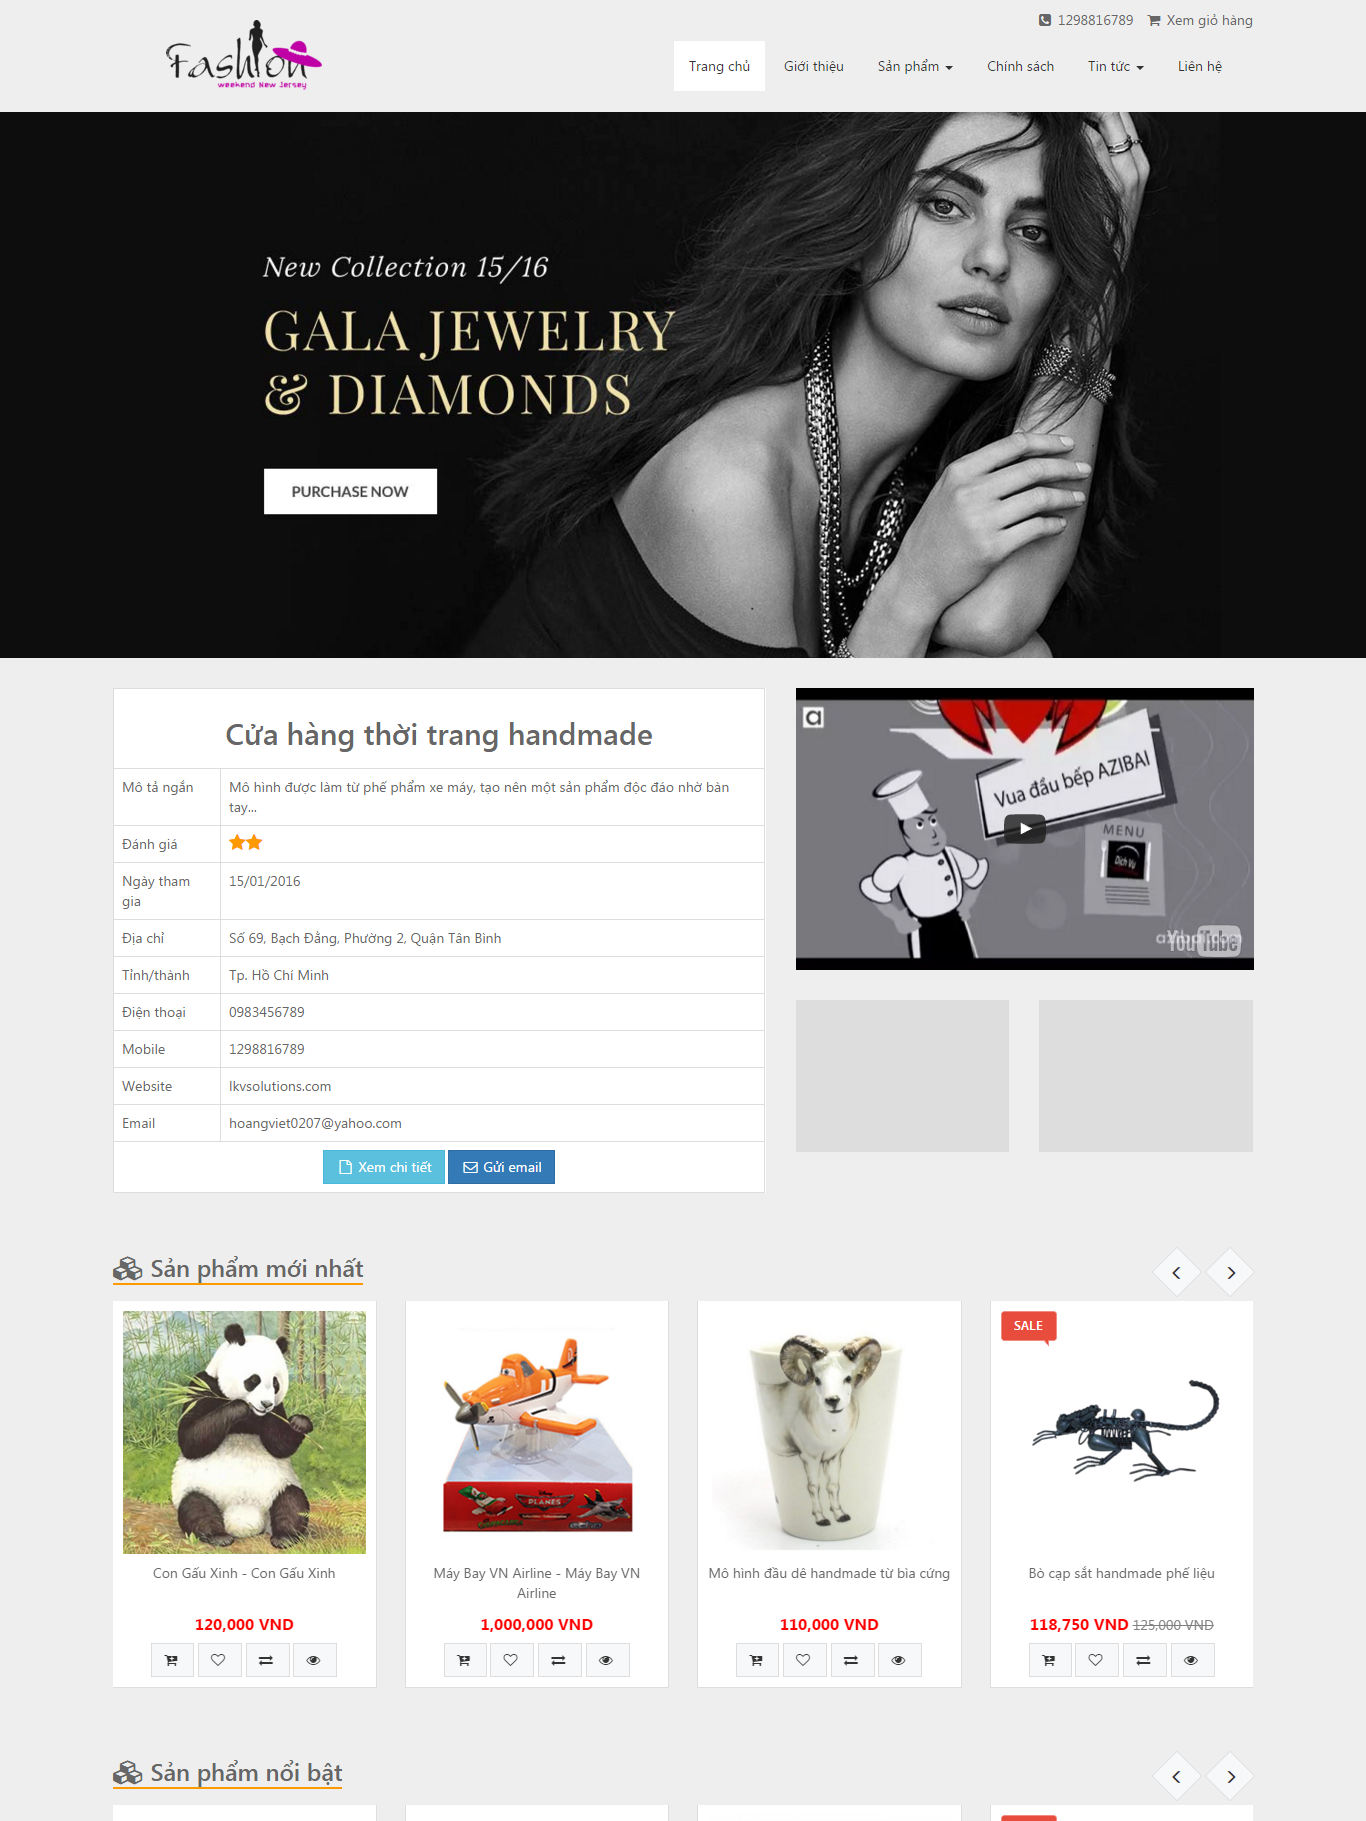 1298816789 Xem giỏ hàng
Fashion
weekend New Jersey
Trang chủ Giới thiệu Sản phẩm Chính sách Tin tức Liên hệ
New Collection 15/16
GALA JEWELRY
& DIAMONDS
PURCHASE NOW
Cửa hàng thời trang handmade
Mô tả ngắn Mô hình được làm từ phế phẩm xe máy, tạo nên một sản phẩm độc đáo nhờ bàn
tay...
Đánh giá
Ngày tham 15/01/2016
gia
Địa chỉ Số 69, Bạch Đằng, Phường 2, Quận Tân Bình
Tỉnh/thành Tp. Hồ Chí Minh
Điện thoại 0983456789
Mobile 1298816789
Website lkvsolutions.com
Email hoangviet0207@yahoo.com
Xem chi tiết Gửi email
a
Vua đầu bếp AZIBAI
MENU
Dịch Vụ
azibai.com
YouTube
Sản phẩm mới nhất
SALE
PLANES
Con Gấu Xinh - Con Gấu Xinh
120,000 VND
Máy Bay VN Airline - Máy Bay VN
Airline
1,000,000 VND
Mô hình đầu dê handmade từ bìa cứng
110,000 VND
Bò cạp sắt handmade phế liệu
118,750 VND 125,000 VND
Sản phẩm nổi bật